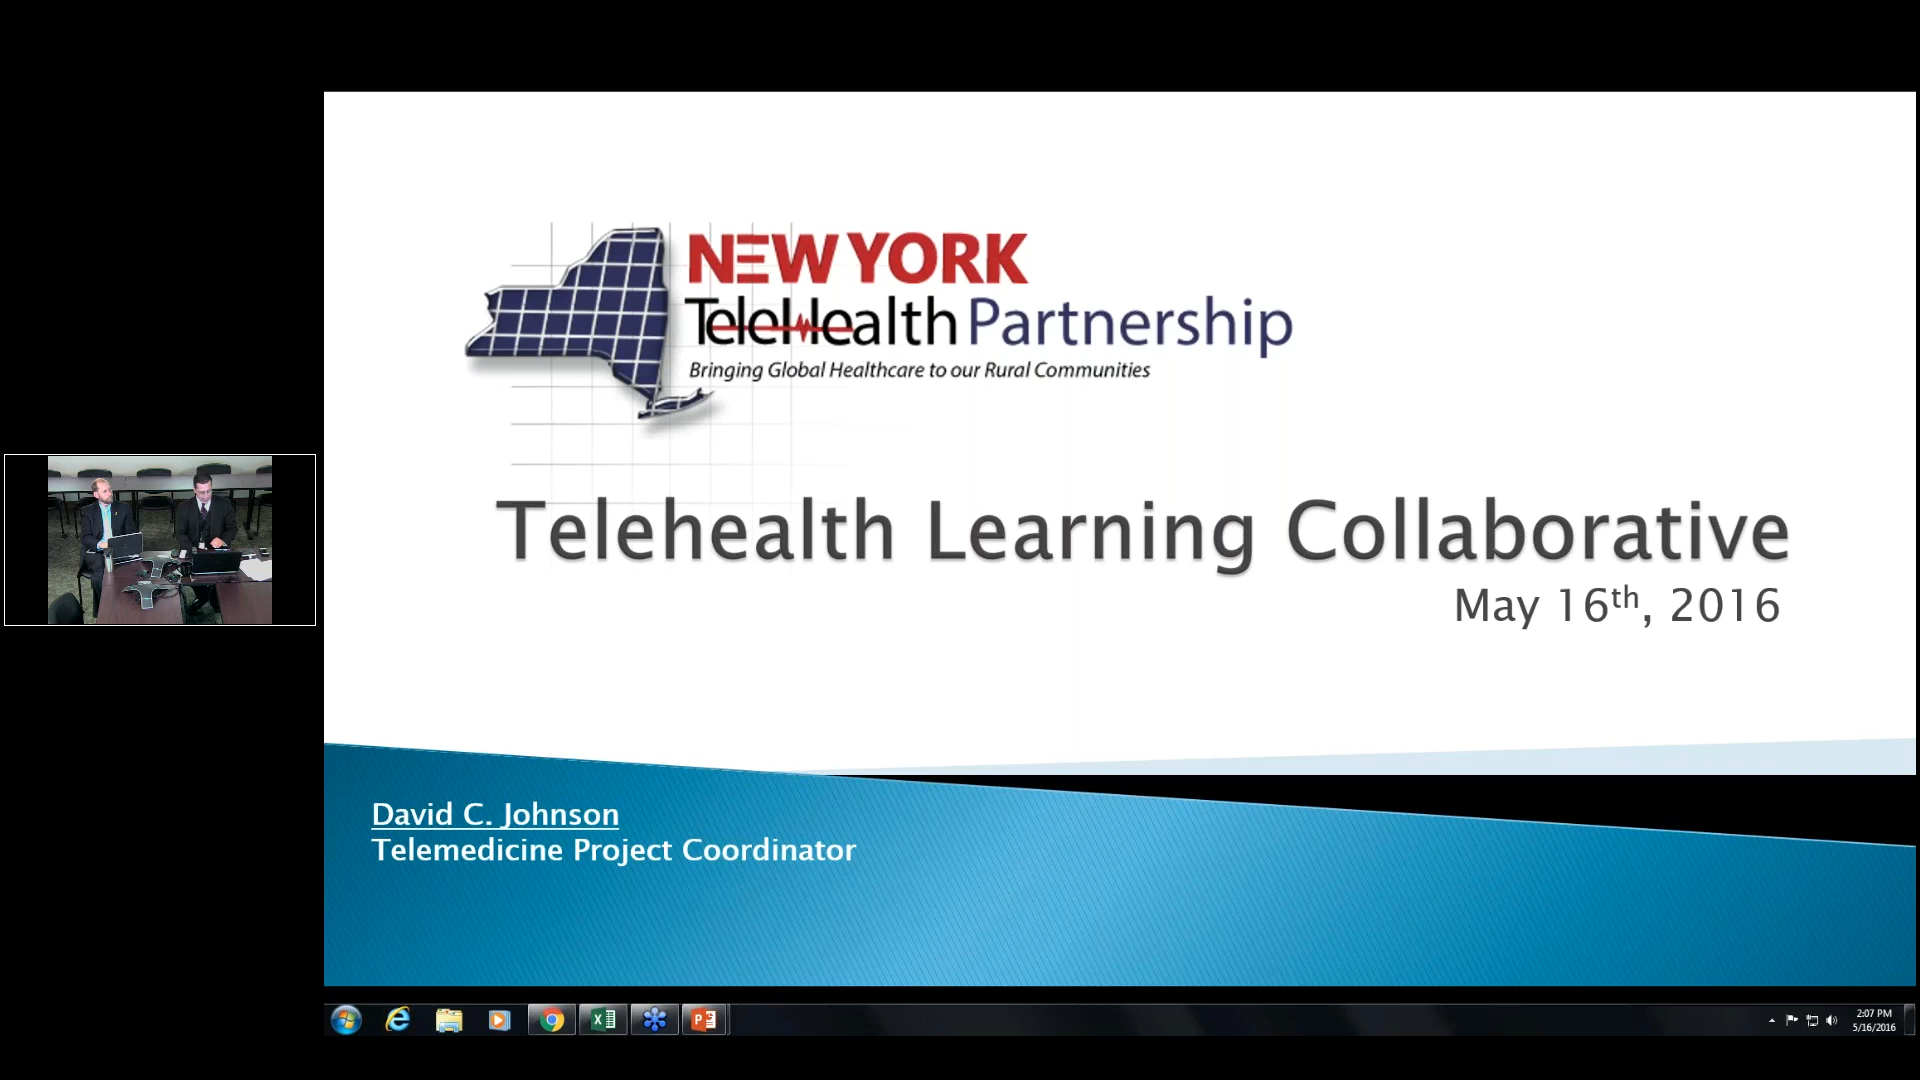 NEW YORK
TeleHealth Partnership
Bringing Global Healthcare to our Rural Communities
Telehealth Learning Collaborative
May 16th, 2016
David C. Johnson
Telemedicine Project Coordinator
2:07 PM
5/16/2016